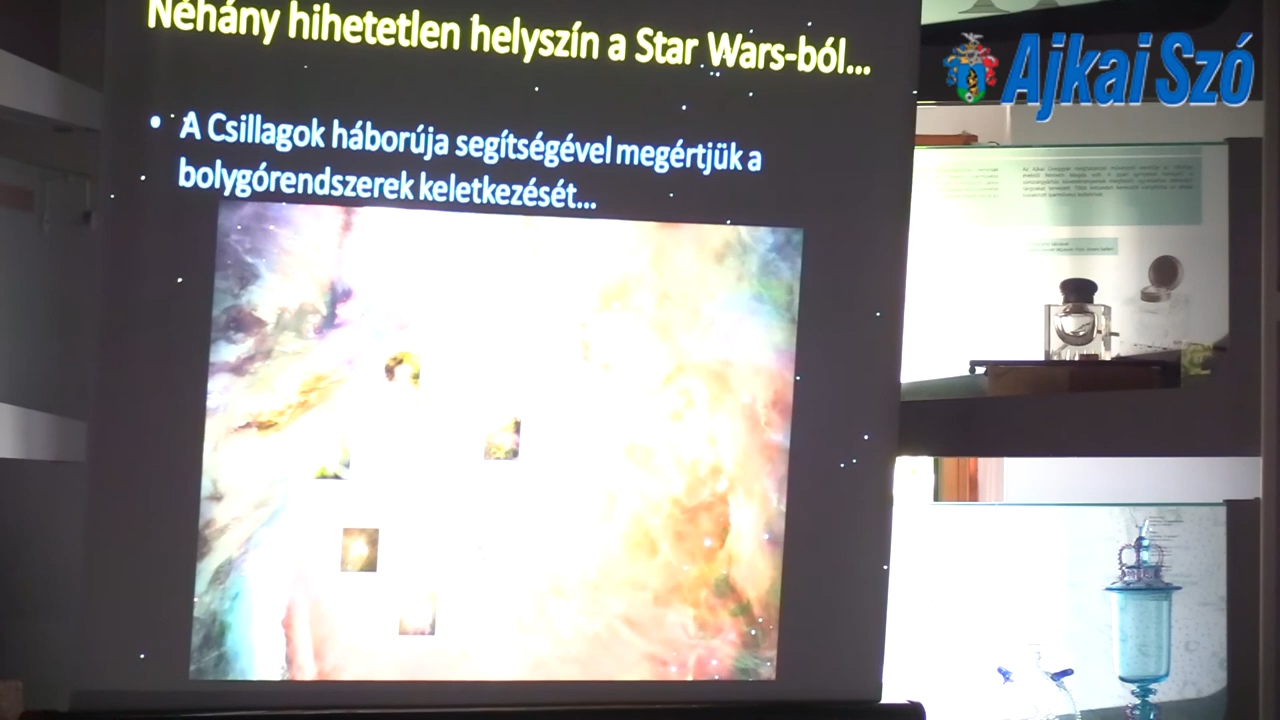 Néhány hihetetlen helyszín a Star Wars-ból...
Ajkai Szó
• A Csillagok háborúja segítségével megértjük a
bolygórendszerek keletkezését...